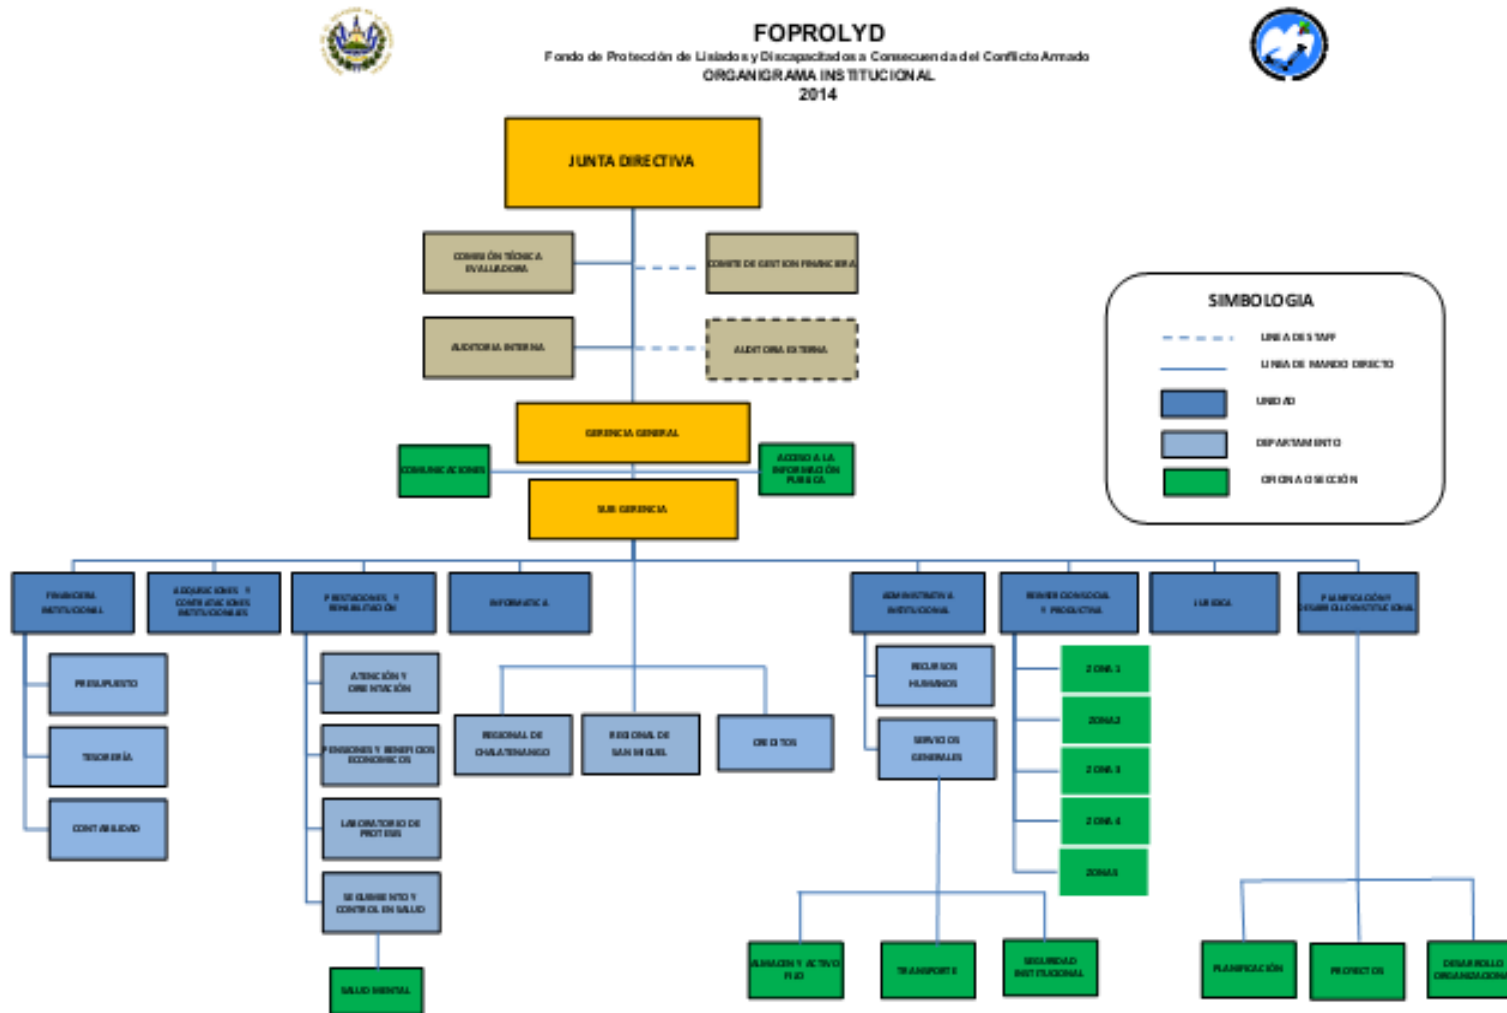 FOPROLYD
Fondo de Protección de Lisiados y Discapacitados a Consecuencia del Conflicto Armado
ORGANIGRAMA INSTITUCIONAL
2014
JUNTA DIRECTIVA
COMISIÓN TÉCNICA
EVALUADORA
COMITE DE GESTION FINANCIERA
AUDITORIA INTERNA
AUDITORIA EXTERNA
SIMBOLOGIA
LINEA DE STAFF
LINEA DE MANDO DIRECTO
UNIDAD
DEPARTAMENTO
OFICINA O SECCIÓN
GERENCIA GENERAL
COMUNICACIONES
ACCESO A LA
INFORMACIÓN
PUBLICA
SUB GERENCIA
FINANCIERA
INSTITUCIONAL
ADQUISICIONES Y
CONTRATACIONES
INSTITUCIONALES
PRESTACIONES Y
REHABILITACIÓN
INFORMATICA
ADMINISTRATIVA
INSTITUCIONAL
REINSERCION SOCIAL
Y PRODUCTIVA
JURIDICA
PLANIFICACIÓN Y
DESARROLLO INSTITUCIONAL
PRESUPUESTO
TESORERÍA
CONTABILIDAD
ATENCIÓN Y
ORIENTACIÓN
PENSIONES Y BENEFICIOS
ECONOMICOS
LABORATORIO DE
PROTESIS
SEGUIMIENTO Y
CONTROL EN SALUD
SALUD MENTAL
REGIONAL DE
CHALATENANGO
REGIONAL DE
SAN MIGUEL
CREDITOS
RECURSOS
HUMANOS
SERVICIOS
GENERALES
ZONA 1
ZONA 2
ZONA 3
ZONA 4
ZONA 5
ALMACEN Y ACTIVO
FIJO
TRANSPORTE
SEGURIDAD
INSTITUCIONAL
PLANIFICACIÓN
PROYECTOS
DESARROLLO
ORGANIZACIONAL